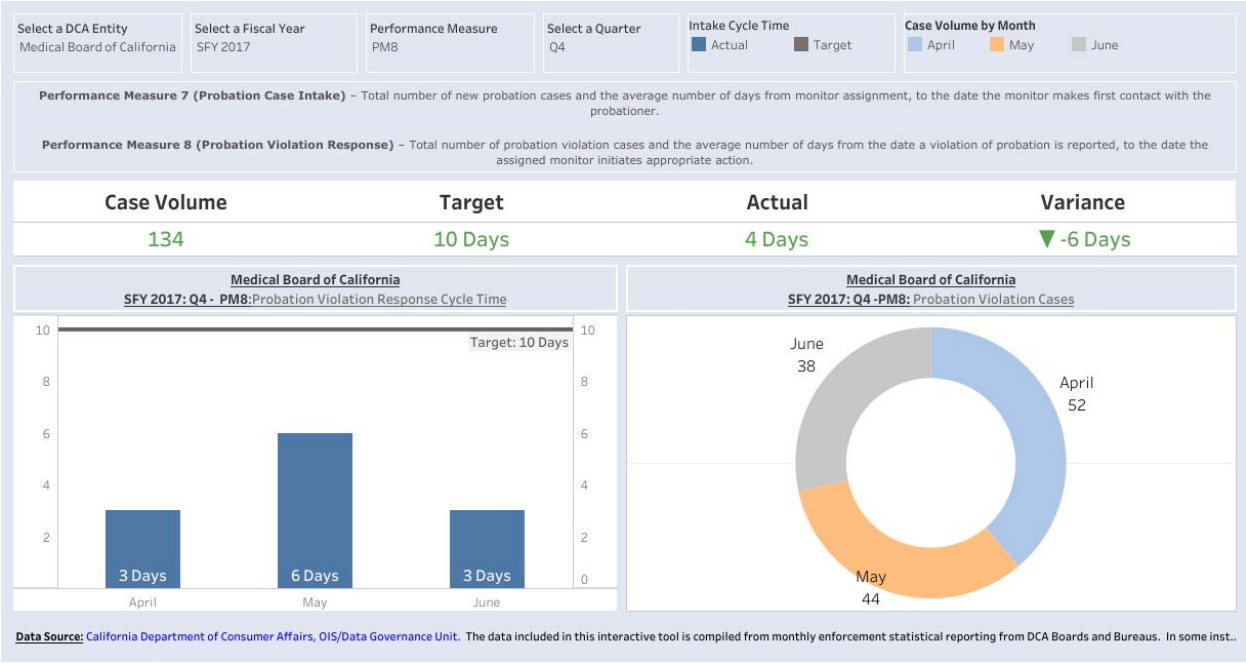 Select a DCA Entity
Medical Board of California
Select a Fiscal Year
SFY 2017
Performance Measure
PM8
Select a Quarter
Q4
Intake Cycle Time
Actual
Target
Case Volume by Month
April
May
June
Performance Measure 7 (Probation Case Intake) – Total number of new probation cases and the average number of days from monitor assignment, to the date the monitor makes first contact with the
probationer.
Performance Measure 8 (Probation Violation Response) – Total number of probation violation cases and the average number of days from the date a violation of probation is reported, to the date the
assigned monitor initiates appropriate action.
Case Volume
Target
Actual
Variance
134
10 Days
4 Days
▼ -6 Days
Medical Board of California
SFY 2017: Q4 - PM8:Probation Violation Response Cycle Time
10
8
6
4
2
Target: 10 Days
10
8
6
4
2
0
3 Days
6 Days
3 Days
April
May
June
Medical Board of California
SFY 2017: Q4 -PM8: Probation Violation Cases
June
38
April
52
May
44
Data Source: California Department of Consumer Affairs, OIS/Data Governance Unit. The data included in this interactive tool is compiled from monthly enforcement statistical reporting from DCA Boards and Bureaus. In some inst..